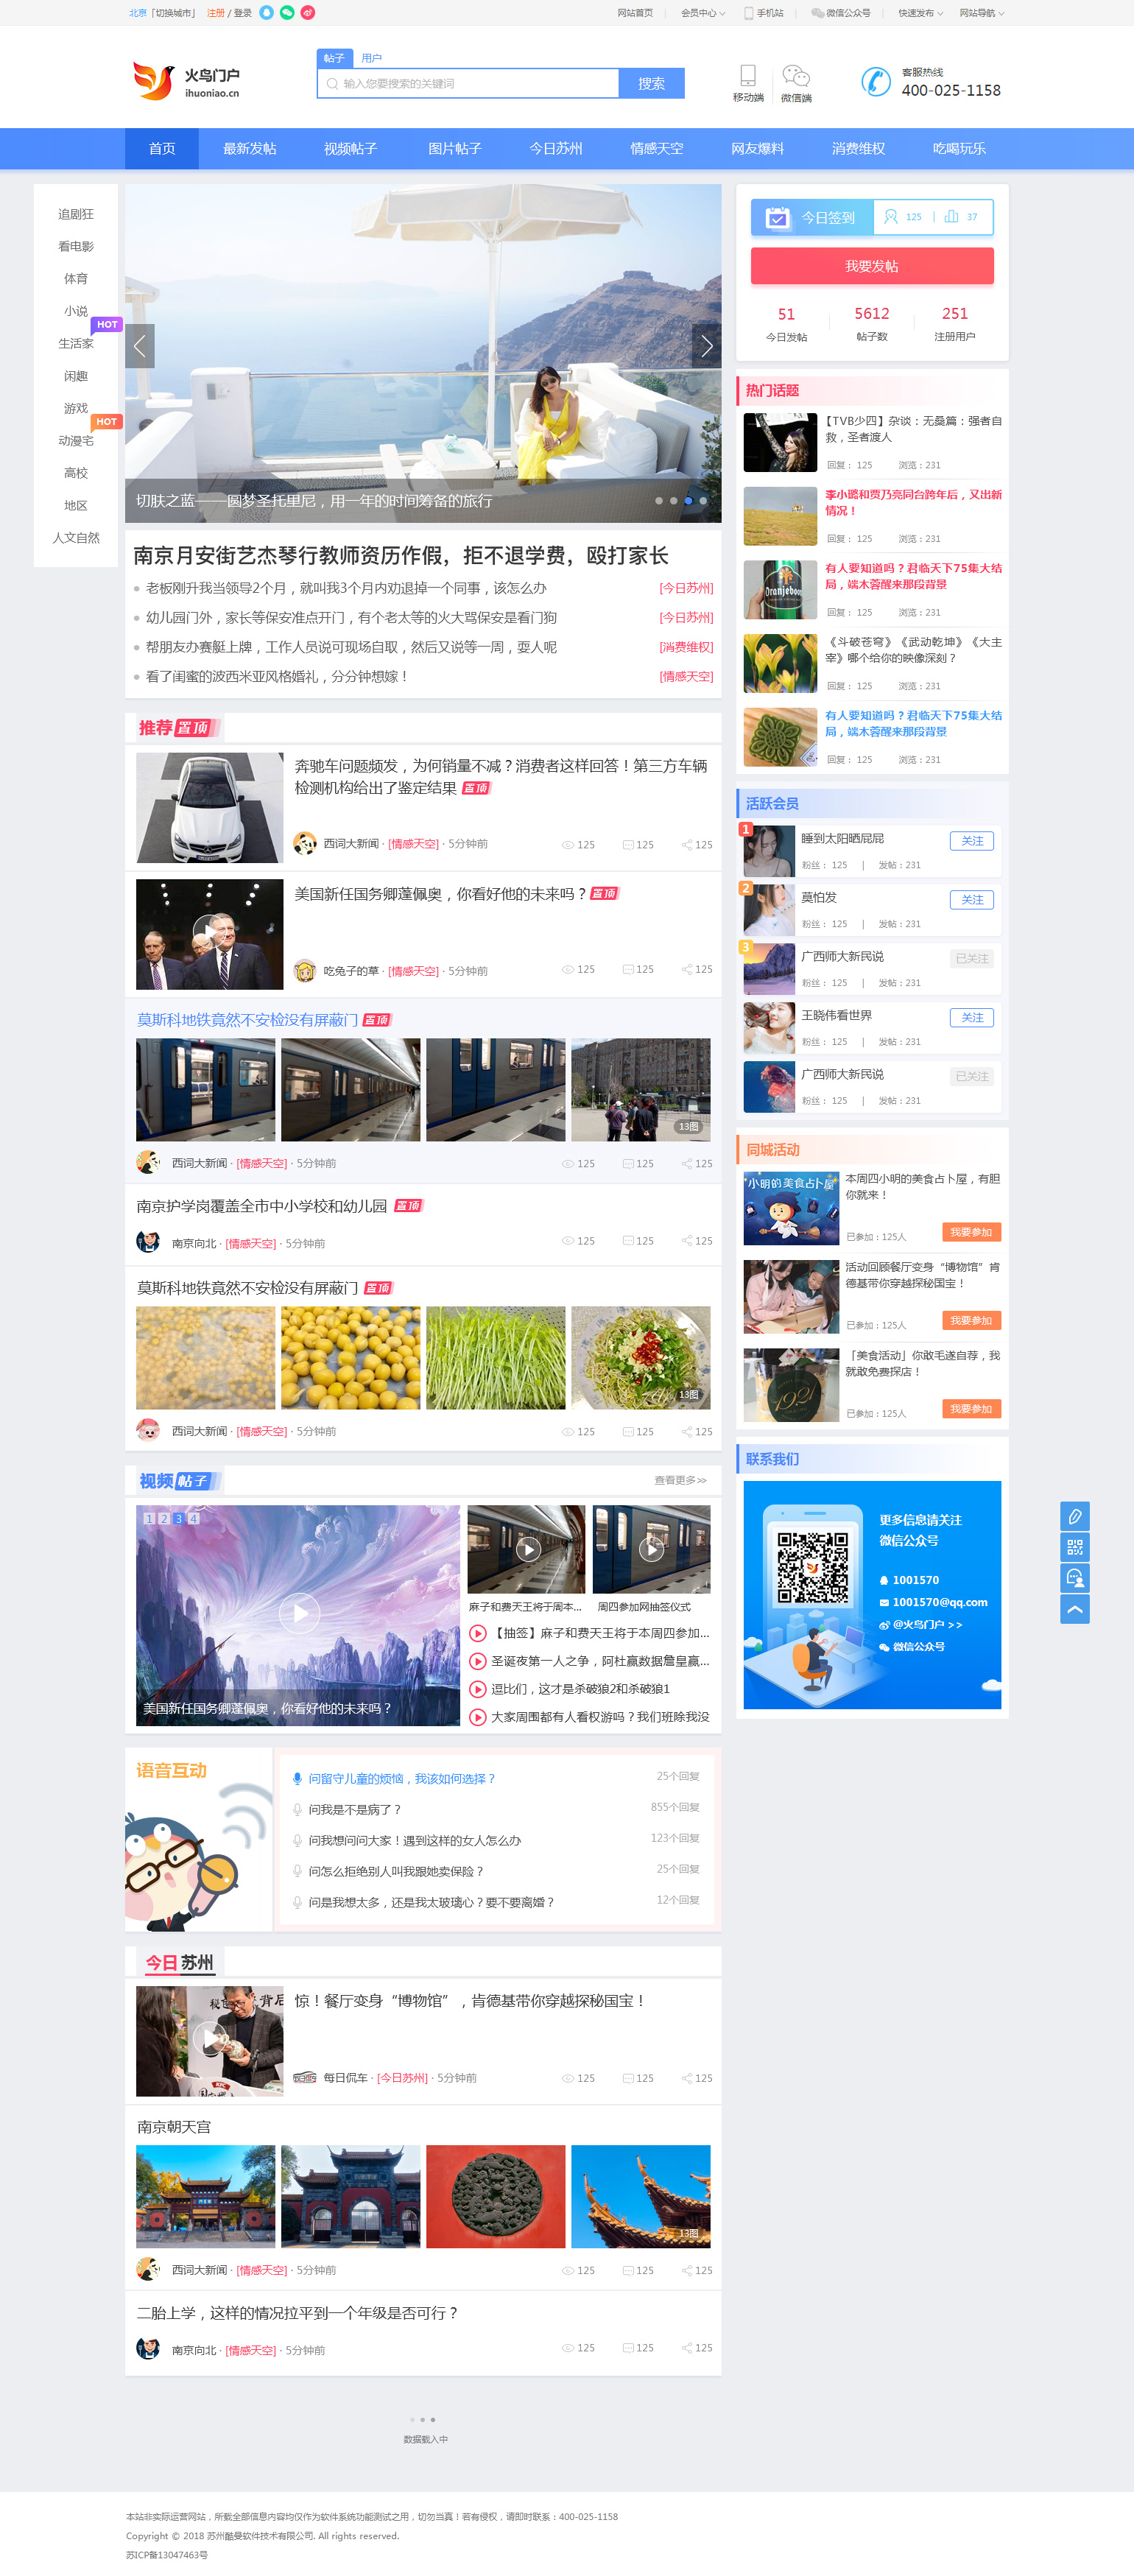 北京「切换城市」 注册 / 登录
网站首页 会员中心 手机站 微信公众号 快速发布 网站导航
火鸟门户
ihuoniao.cn
帖子 用户
输入您要搜索的关键词 搜索
移动端 微信端
客服热线
400-025-1158
首页 最新发帖 视频帖子 图片帖子 今日苏州 情感天空 网友爆料 消费维权 吃喝玩乐
追剧狂
看电影
体育
小说
HOT
生活家
闲趣
游戏
HOT
动漫宅
高校
地区
人文自然
切肤之蓝——圆梦圣托里尼，用一年的时间筹备的旅行
南京月安街艺杰琴行教师资历作假，拒不退学费，殴打家长
老板刚升我当领导2个月，就叫我3个月内劝退掉一个同事，该怎么办 [今日苏州]
幼儿园门外，家长等保安准点开门，有个老太等的火大骂保安是看门狗 [今日苏州]
帮朋友办赛艇上牌，工作人员说可现场自取，然后又说等一周，耍人呢 [消费维权]
看了闺蜜的波西米亚风格婚礼，分分钟想嫁！ [情感天空]
推荐置顶
奔驰车问题频发，为何销量不减？消费者这样回答！第三方车辆
检测机构给出了鉴定结果 置顶
西词大新闻 · [情感天空] · 5分钟前 125 125 125
美国新任国务卿蓬佩奥，你看好他的未来吗？ 置顶
吃兔子的草 · [情感天空] · 5分钟前 125 125 125
莫斯科地铁竟然不安检没有屏蔽门 置顶
13图
西词大新闻 · [情感天空] · 5分钟前 125 125 125
南京护学岗覆盖全市中小学校和幼儿园 置顶
南京向北 · [情感天空] · 5分钟前 125 125 125
莫斯科地铁竟然不安检没有屏蔽门 置顶
13图
西词大新闻 · [情感天空] · 5分钟前 125 125 125
视频帖子 查看更多>>
1 2 3 4
美国新任国务卿蓬佩奥，你看好他的未来吗？
麻子和费天王将于周本... 周四参加网抽签仪式
【抽签】麻子和费天王将于本周四参加...
圣诞夜第一人之争，阿杜赢数据詹皇赢...
逗比们，这才是杀破狼2和杀破狼1
大家周围都有人看权游吗？我们班除我没
语音互动
问留守儿童的烦恼，我该如何选择？ 25个回复
问我是不是病了？ 855个回复
问我想问问大家！遇到这样的女人怎么办 123个回复
问怎么拒绝别人叫我跟她卖保险？ 25个回复
问是我想太多，还是我太玻璃心？要不要离婚？ 12个回复
今日苏州
惊！餐厅变身“博物馆”，肯德基带你穿越探秘国宝！
每日侃车 · [今日苏州] · 5分钟前 125 125 125
南京朝天宫
13图
西词大新闻 · [情感天空] · 5分钟前 125 125 125
二胎上学，这样的情况拉平到一个年级是否可行？
南京向北 · [情感天空] · 5分钟前 125 125 125
数据载入中
今日签到 125 | 37
我要发帖
51 5612 251
今日发帖 帖子数 注册用户
热门话题
【TVB少四】杂谈：无桑篇：强者自
救，圣者渡人
回复： 125 浏览：231
李小璐和贾乃亮同台跨年后，又出新
情况！
回复： 125 浏览：231
Oranjeboom
有人要知道吗？君临天下75集大结
局，端木蓉醒来那段背景
回复： 125 浏览：231
《斗破苍穹》《武动乾坤》《大主
宰》哪个给你的映像深刻？
回复： 125 浏览：231
有人要知道吗？君临天下75集大结
局，端木蓉醒来那段背景
回复： 125 浏览：231
活跃会员
1 睡到太阳晒屁屁 关注
粉丝： 125 | 发帖：231
2 莫怕发 关注
粉丝： 125 | 发帖：231
3 广西师大新民说 已关注
粉丝： 125 | 发帖：231
王晓伟看世界 关注
粉丝： 125 | 发帖：231
广西师大新民说 已关注
粉丝： 125 | 发帖：231
同城活动
小明的美食占卜屋
本周四小明的美食占卜屋，有胆
你就来！
已参加：125人 我要参加
活动回顾餐厅变身“博物馆”肯
德基带你穿越探秘国宝！
已参加：125人 我要参加
1921
「美食活动」你敢毛遂自荐，我
就敢免费探店！
已参加：125人 我要参加
联系我们
更多信息请关注
微信公众号
1001570
1001570@qq.com
@火鸟门户 >>
微信公众号
本站非实际运营网站，所载全部信息内容均仅作为软件系统功能测试之用，切勿当真！若有侵权，请即时联系：400-025-1158
Copyright © 2018 苏州酷曼软件技术有限公司. All rights reserved.
苏ICP备13047463号